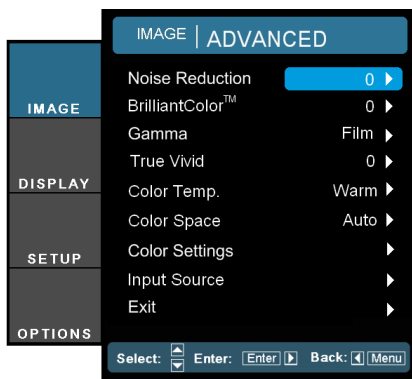 IMAGE | ADVANCED
IMAGE
DISPLAY
SETUP
OPTIONS
Noise Reduction 0
BrilliantColor™ 0
Gamma Film
True Vivid 0
Color Temp. Warm
Color Space Auto
Color Settings
Input Source
Exit
Select: Enter: Enter Back: Menu